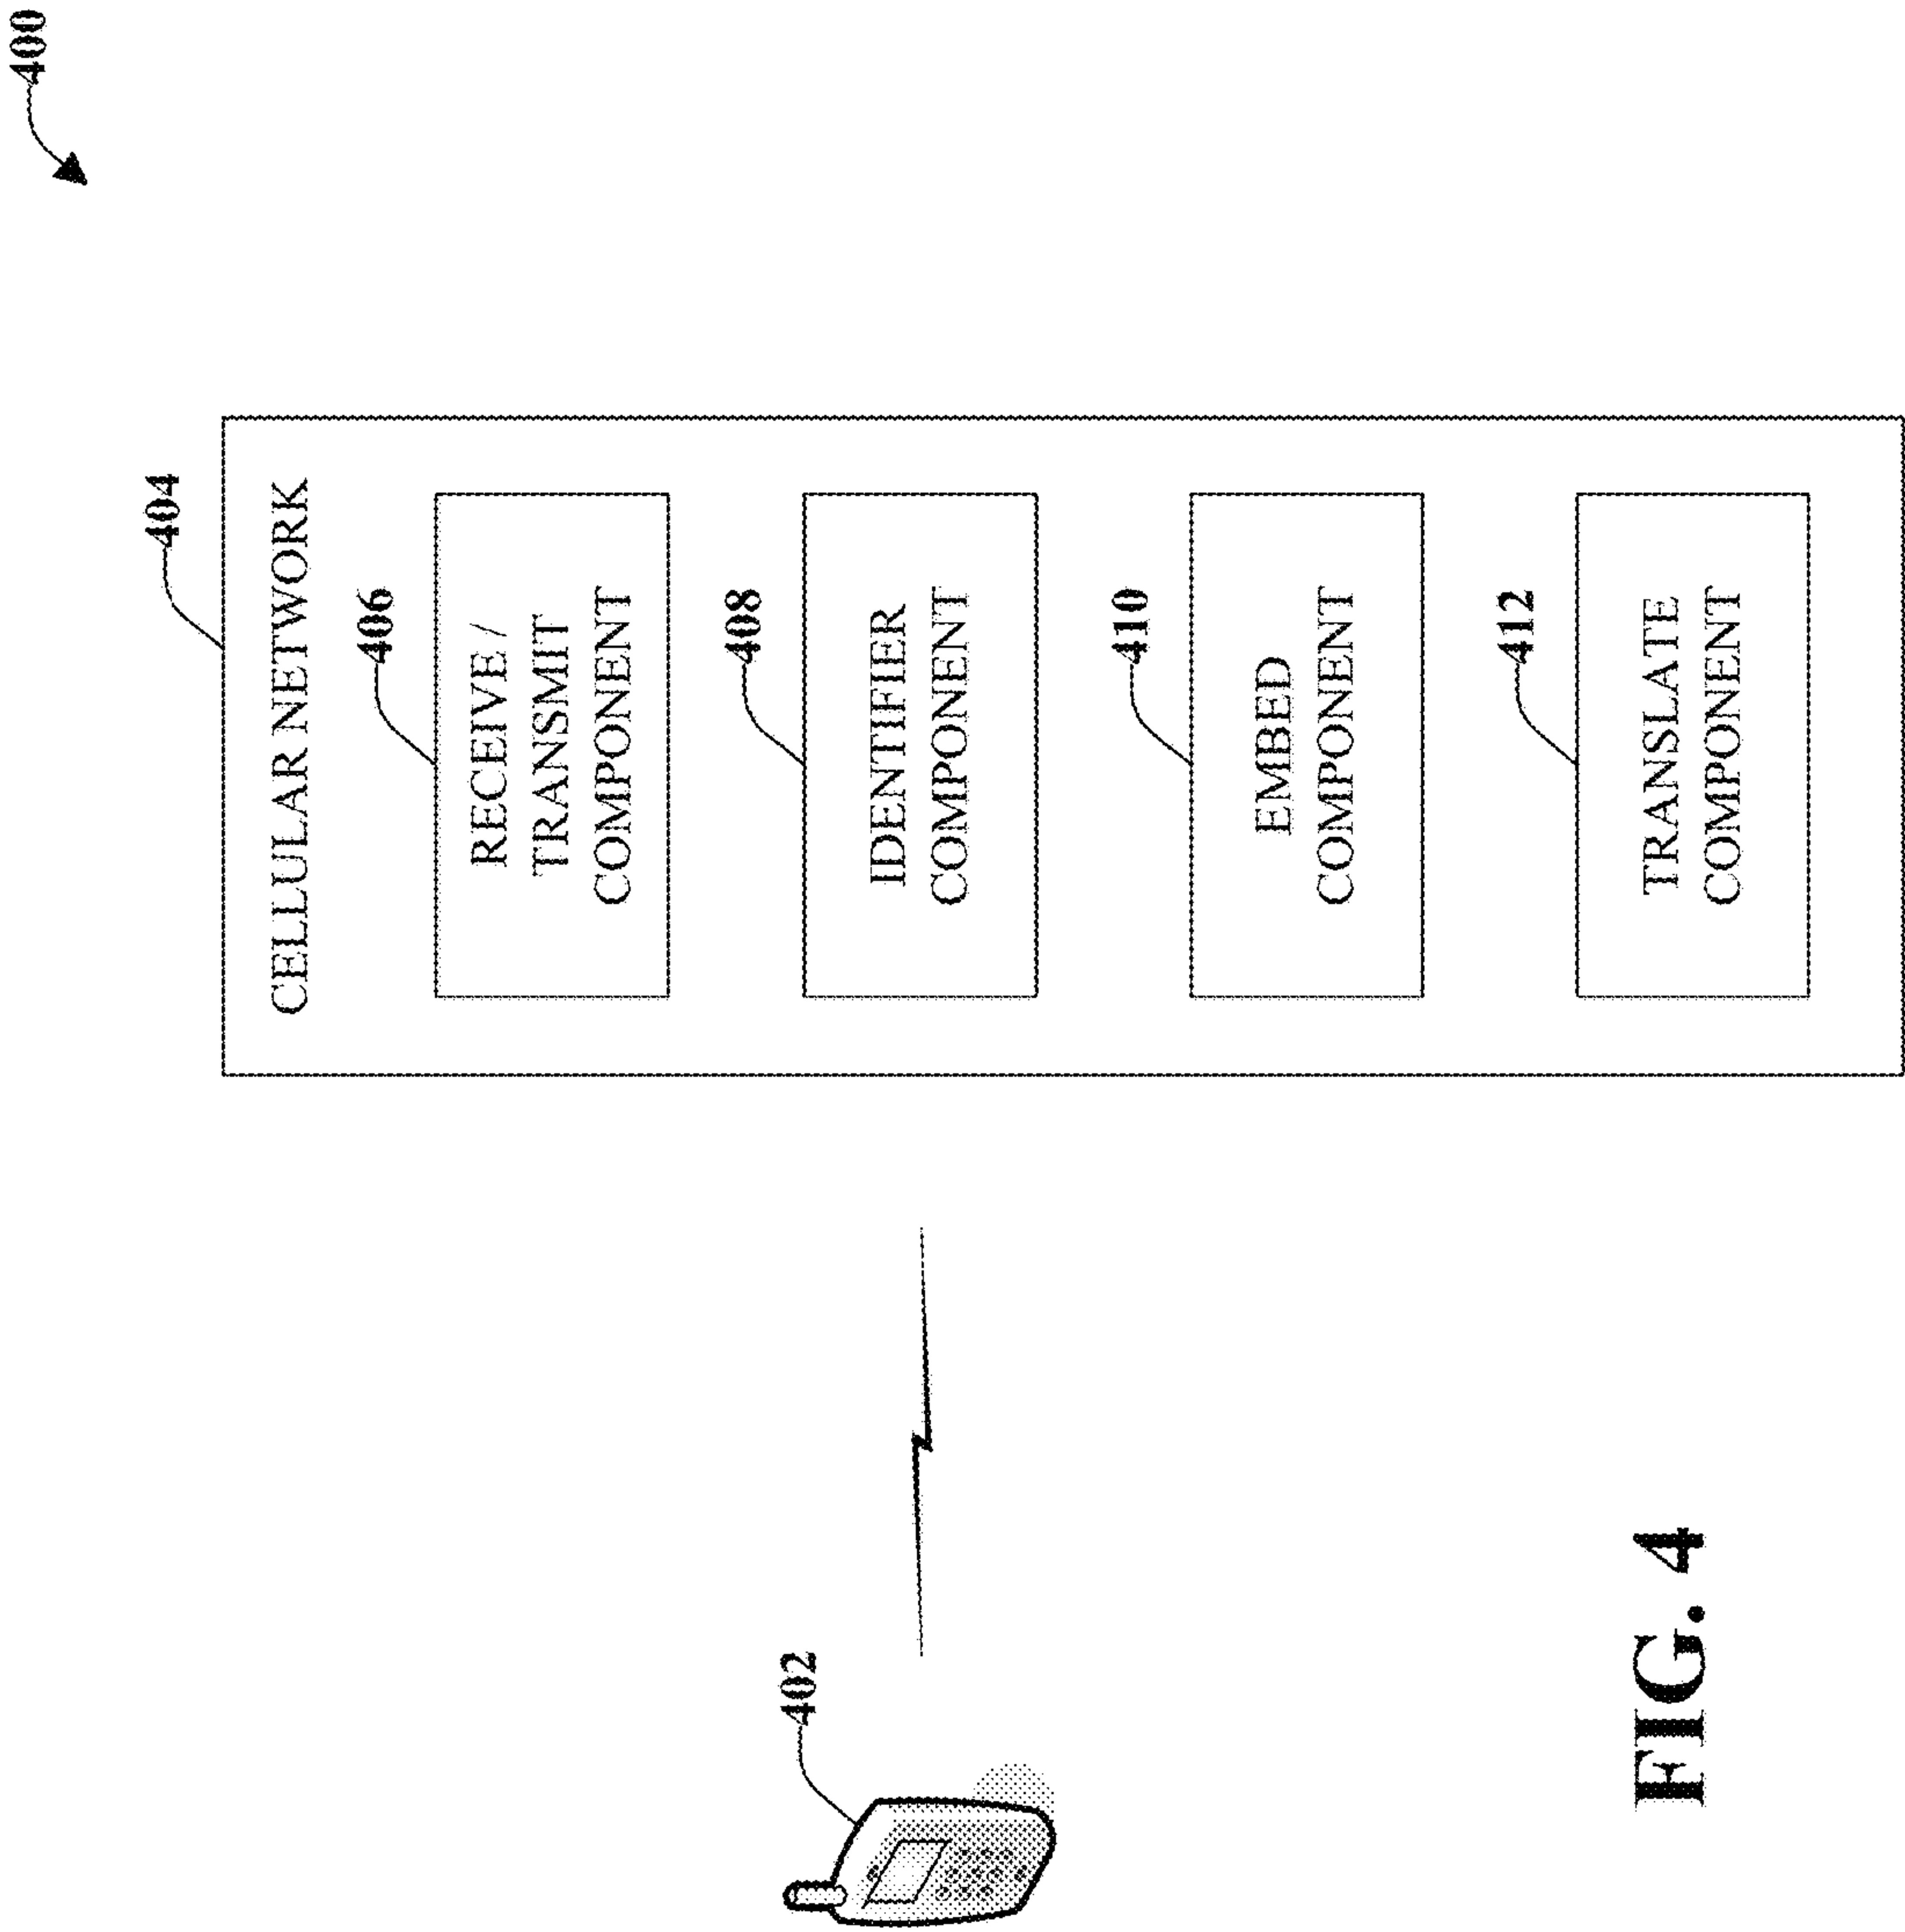 400
404
CELLULAR NETWORK
406
RECEIVE /
TRANSMIT
COMPONENT
402
408
IDENTIFIER
COMPONENT
410
EMBED
COMPONENT
412
TRANSLATE
COMPONENT
FIG. 4